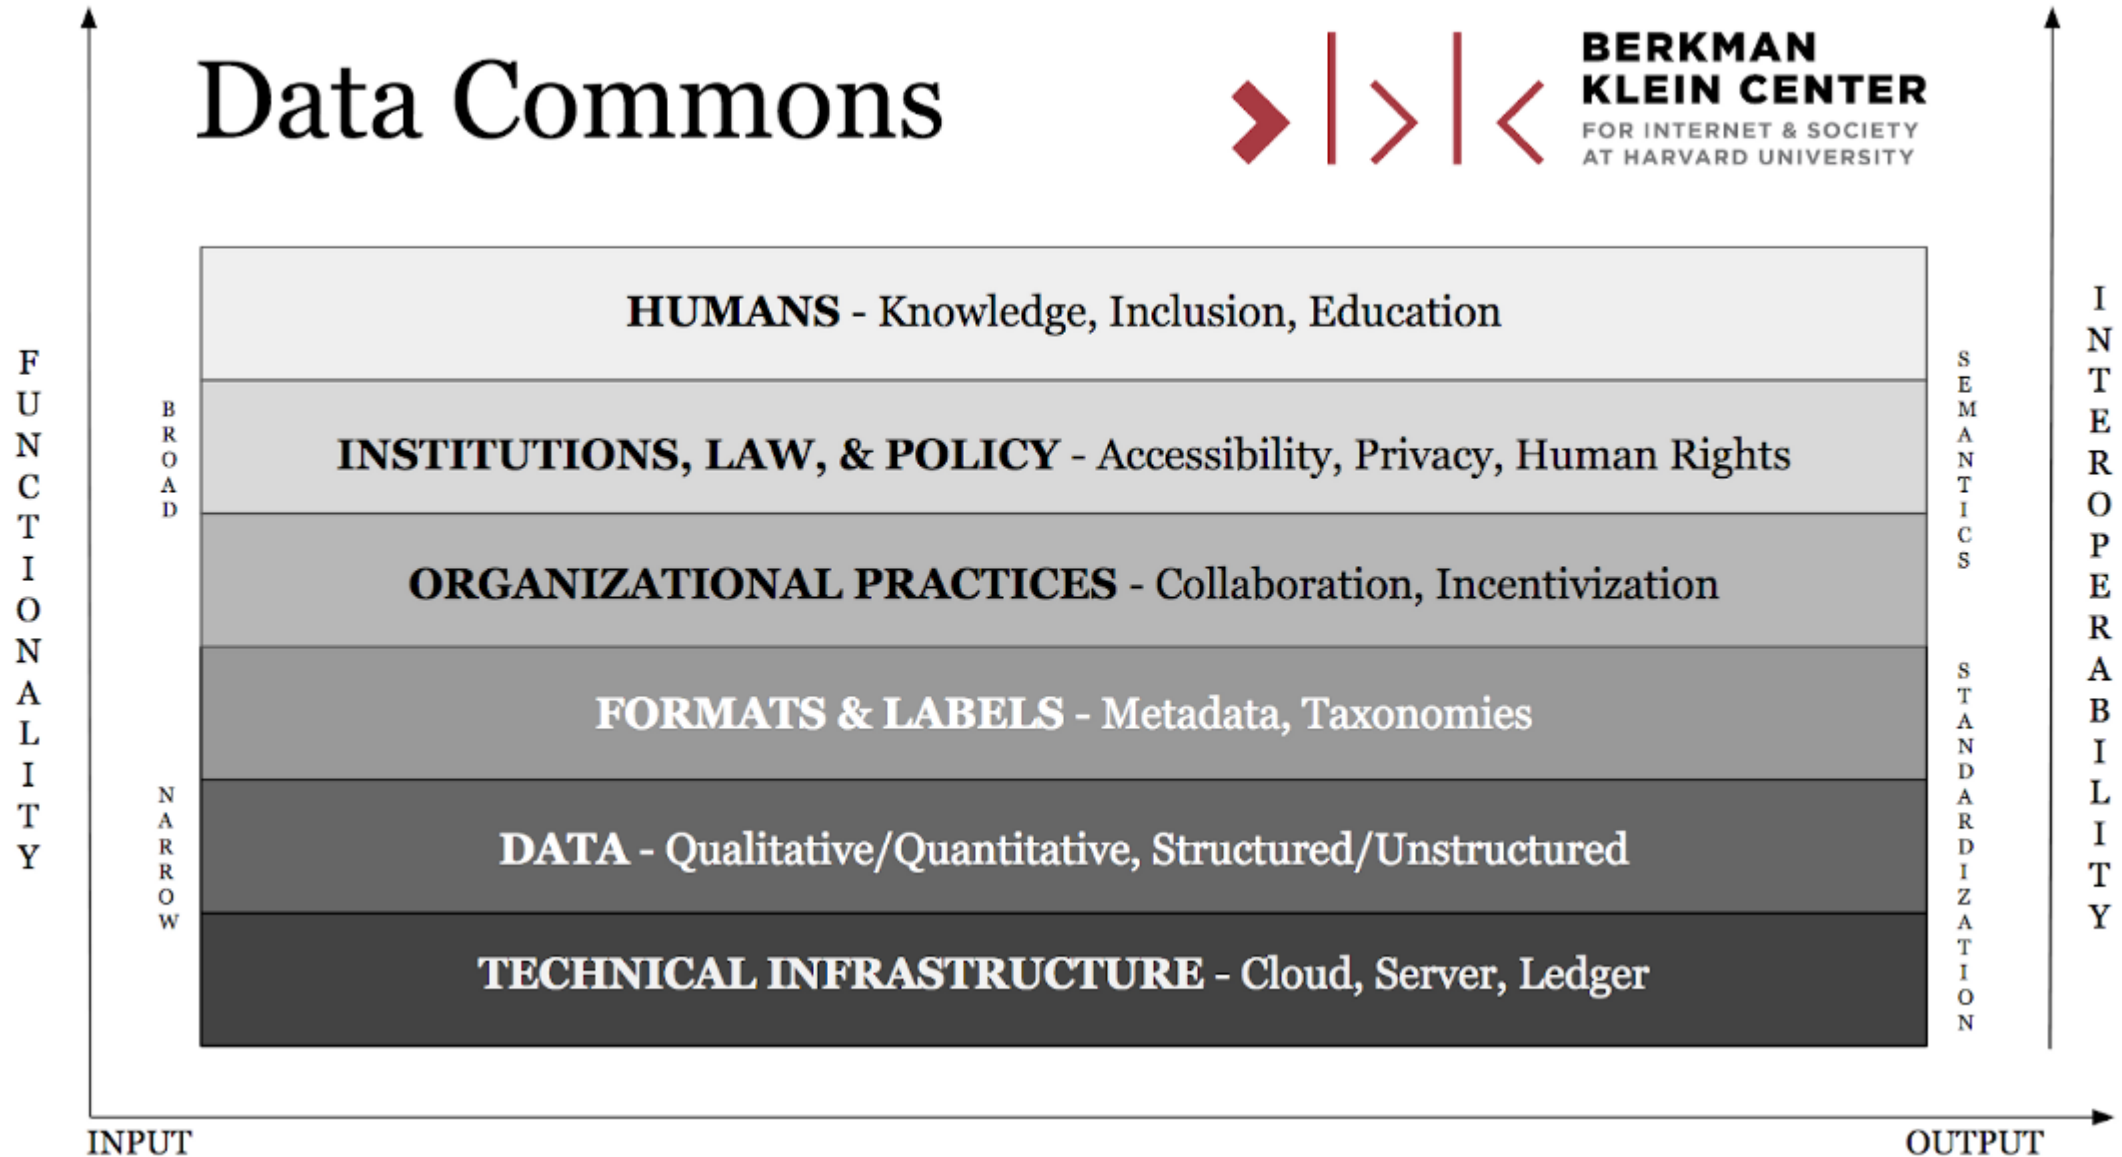 Data Commons
BERKMAN
KLEIN CENTER
FOR INTERNET & SOCIETY
AT HARVARD UNIVERSITY
FUNCTIONALITY
BROAD
NARROW
HUMANS - Knowledge, Inclusion, Education
INSTITUTIONS, LAW, & POLICY - Accessibility, Privacy, Human Rights
ORGANIZATIONAL PRACTICES - Collaboration, Incentivization
FORMATS & LABELS - Metadata, Taxonomies
DATA - Qualitative/Quantitative, Structured/Unstructured
TECHNICAL INFRASTRUCTURE - Cloud, Server, Ledger
SEMANTICS
STANDARDIZATION
INTEROPERABILITY
INPUT
OUTPUT